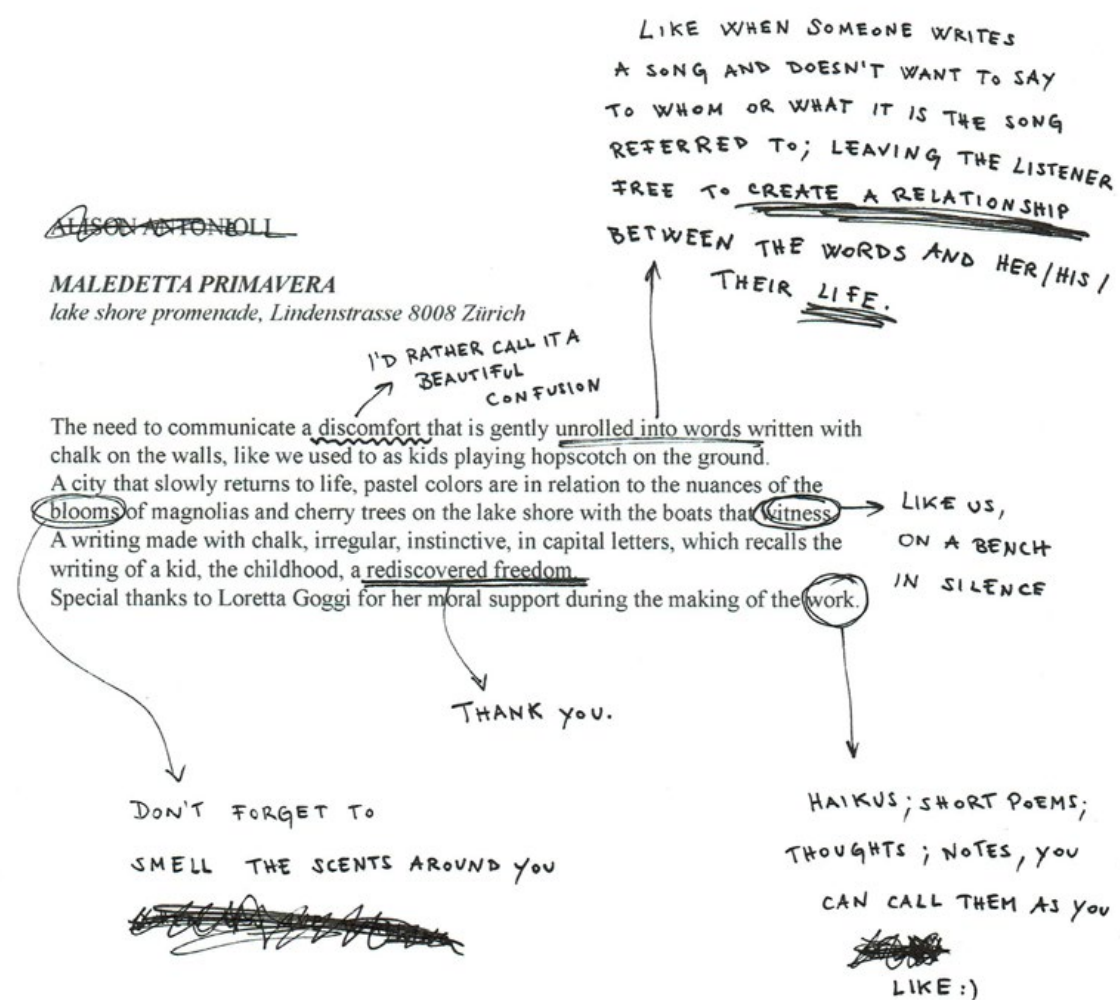 LIKE WHEN SOMEONE WRITES
A SONG AND DOESN'T WANT TO SAY
TO WHOM OR WHAT IT IS THE SONG
REFERRED TO; LEAVING THE LISTENER
FREE TO CREATE A RELATIONSHIP
BETWEEN THE WORDS AND HER/HIS/
THEIR LIFE.
ALISON ANTONIOLL
MALEDETTA PRIMAVERA
lake shore promenade, Lindenstrasse 8008 Zürich
I'D RATHER CALL IT A
BEAUTIFUL
CONFUSION
The need to communicate a discomfort that is gently unrolled into words written with
chalk on the walls, like we used to as kids playing hopscotch on the ground.
A city that slowly returns to life, pastel colors are in relation to the nuances of the
blooms of magnolias and cherry trees on the lake shore with the boats that witness.
A writing made with chalk, irregular, instinctive, in capital letters, which recalls the
writing of a kid, the childhood, a rediscovered freedom.
Special thanks to Loretta Goggi for her moral support during the making of the work.
LIKE US,
ON A BENCH
IN SILENCE
THANK YOU.
DON'T FORGET TO
SMELL THE SCENTS AROUND YOU
HAIKUS; SHORT POEMS;
THOUGHTS; NOTES, YOU
CAN CALL THEM AS YOU
LIKE :)